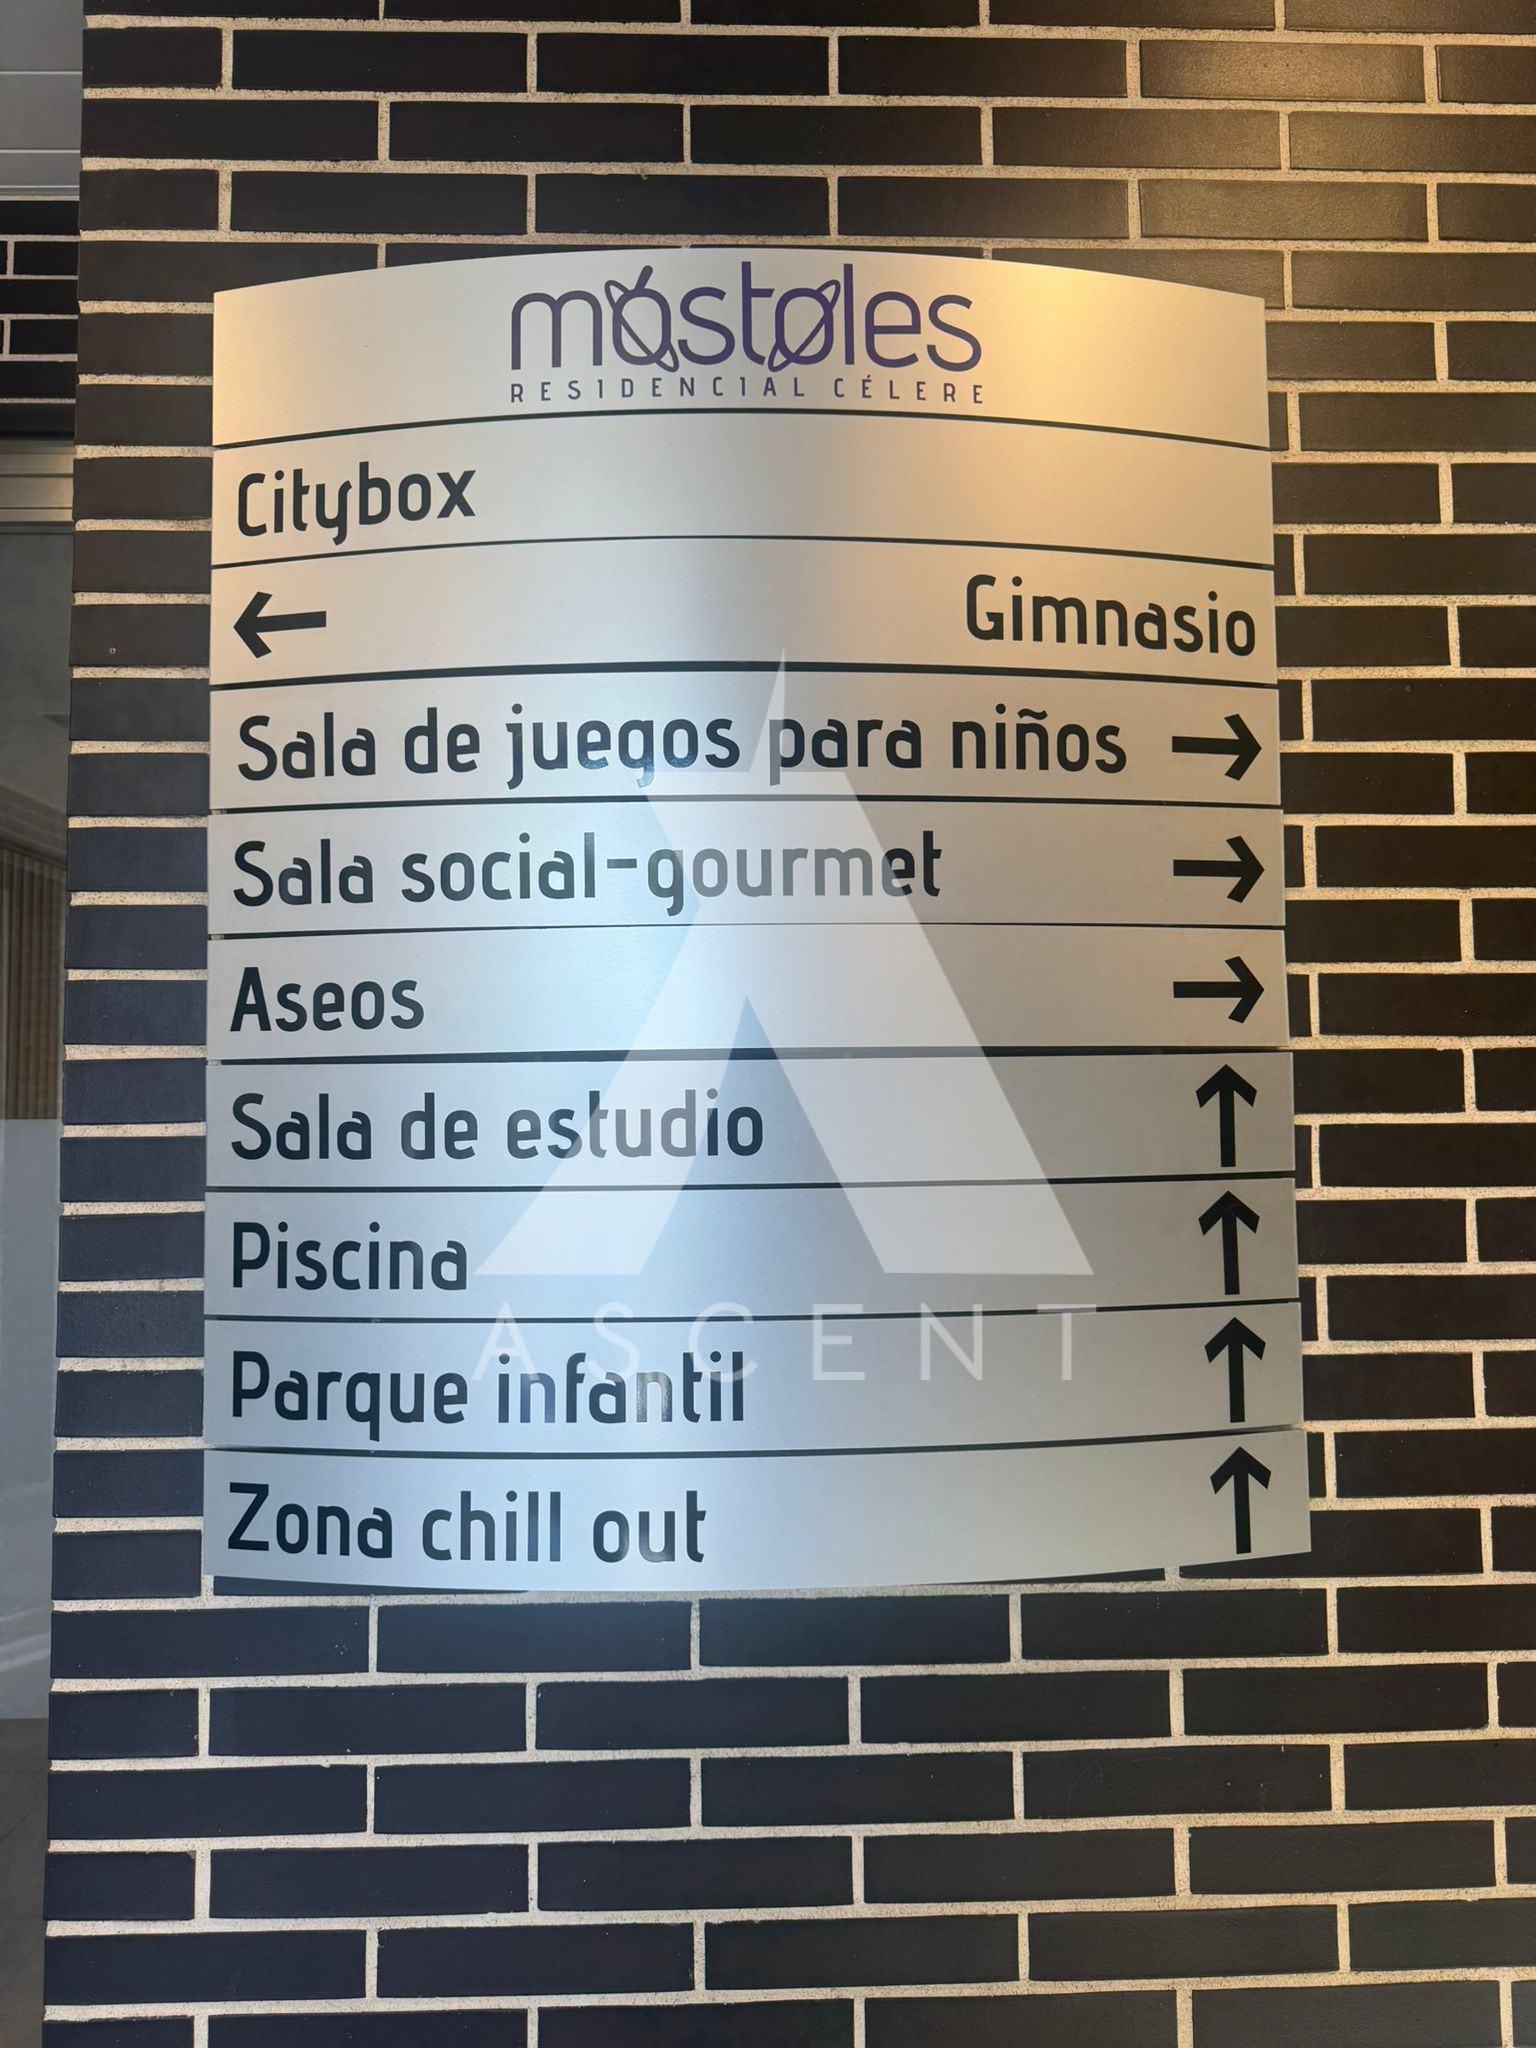 móstoles
RESIDENCIAL CÉLERE
Citybox
← Gimnasio
Sala de juegos para niños →
Sala social-gourmet →
Aseos →
Sala de estudio ↑
Piscina ↑
ASCENT
Parque infantil ↑
Zona chill out ↑